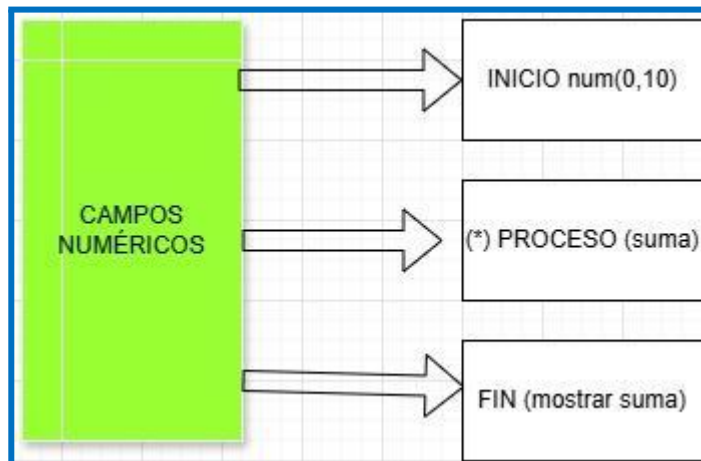 CAMPOS
NUMÉRICOS
INICIO num(0,10)
(*) PROCESO (suma)
FIN (mostrar suma)